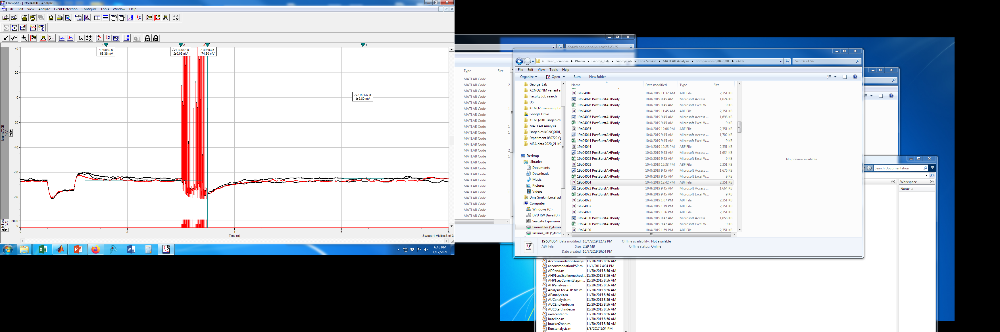 Clampfit - [19o04100 - Analysis]
File Edit View Analyze Event Detection Configure Tools Window Help
1 2 3 4
1.59860 s
-66.38 mV
Δ1.39543 s
Δ0.09 mV
3.49303 s
-74.80 mV
Δ2.90137 s
Δ9.80 mV
40
20
0
-20
-40
-60
-80
Iclamp700B
(mV)
2000
0
(pA)
0 2 4 6 8
Time (s)
Sweep:1 Visible:3 of 3
6:45 PM
1/12/2021
Search ephysanalysis code5.23.15
Type Size
MATLAB Code
MATLAB Code 2
MATLAB Code
MATLAB Code
MATLAB Code
MATLAB Code 1
MATLAB Code
MATLAB Code
MATLAB Code 1
MATLAB Code 1
MATLAB Code
MATLAB Code
MATLAB Code 2
MATLAB Code 1
MATLAB Code
MATLAB Code
MATLAB Code
MATLAB Code
MATLAB Code
MATLAB Code 1
MATLAB Code
MATLAB Code
MATLAB Code
MATLAB Code
« Basic_Sciences Pharm George_Lab GeorgeLab Dina Simkin MATLAB Analysis comparison q204 q201 sAHP
Search sAHP
File Edit View Tools Help
Organize Open Burn New folder
George_Lab
KCNQ2 NM variant s
Faculty Job search
DSi
KCNQ2 manuscript c
Google Drive
KCNQ2001 isogenics
MATLAB Analysis
Isogenics KCNQ2001_
Experiment 080720 Q
MEA data 2020_21 KC
Desktop
Libraries
Documents
Downloads
Music
Pictures
Videos
Dina Simkin Local ad
Computer
Windows (C:)
DVD RW Drive (D:)
Seagate Expansion
fsmresfiles (\\fsmre
kiskinis_lab (\\fsmr
Name Date modified Type Size
19o04016 10/4/2019 11:32 AM ABF File 2,351 KB
19o04026 PostBurstAHPonly 10/8/2019 9:45 AM Microsoft Access ... 1,624 KB
19o04026 PostBurstAHPonly 10/8/2019 9:45 AM Microsoft Excel W... 9 KB
19o04026 10/4/2019 11:45 AM ABF File 2,351 KB
19o04035 PostBurstAHPonly 10/8/2019 9:45 AM Microsoft Access ... 1,698 KB
19o04035 PostBurstAHPonly 10/8/2019 9:45 AM Microsoft Excel W... 9 KB
19o04035 10/4/2019 12:06 PM ABF File 2,351 KB
19o04044 PostBurstAHPonly 10/8/2019 9:45 AM Microsoft Access ... 1,702 KB
19o04044 PostBurstAHPonly 10/8/2019 9:45 AM Microsoft Excel W... 9 KB
19o04044 10/4/2019 12:23 PM ABF File 2,351 KB
19o04053 PostBurstAHPonly 10/8/2019 9:45 AM Microsoft Access ... 1,634 KB
19o04053 PostBurstAHPonly 10/8/2019 9:45 AM Microsoft Excel W... 9 KB
19o04053 10/4/2019 12:33 PM ABF File 2,351 KB
19o04064 PostBurstAHPonly 10/8/2019 9:45 AM Microsoft Access ... 1,676 KB
19o04064 PostBurstAHPonly 10/8/2019 9:45 AM Microsoft Excel W... 9 KB
19o04064 10/4/2019 12:42 PM ABF File 2,351 KB
19o04073 PostBurstAHPonly 10/8/2019 9:45 AM Microsoft Access ... 1,664 KB
19o04073 PostBurstAHPonly 10/8/2019 9:45 AM Microsoft Excel W... 9 KB
19o04073 10/4/2019 1:07 PM ABF File 2,351 KB
19o04082 10/4/2019 1:19 PM ABF File 2,351 KB
19o04091 10/4/2019 1:36 PM ABF File 2,351 KB
19o04100 PostBurstAHPonly 10/8/2019 9:47 AM Microsoft Access ... 1,658 KB
19o04100 PostBurstAHPonly 10/8/2019 9:47 AM Microsoft Excel W... 9 KB
19o04100 10/4/2019 1:59 PM ABF File 2,351 KB
No preview available.
19o04064 Date modified: 10/4/2019 12:42 PM Offline availability: Not available
ABF File Size: 2.29 MB Offline status: Online
Date created: 10/7/2019 10:54 PM
Search Documentation
Workspace
Name
AccommodationAnalys... 11/30/2015 8:56 AM
accommodationPSP.m 11/1/2017 4:04 PM
ADPend.m 11/30/2015 8:56 AM
AHP1sec5spikemethod.... 11/30/2015 8:56 AM
AHP1secCurrentStepm... 11/30/2015 8:56 AM
AHPanalysis.m 11/30/2015 8:56 AM
Analysis for AHP file.m 11/30/2015 8:56 AM
APanalysis.m 11/30/2015 8:56 AM
AUCanalysis.m 11/30/2015 8:56 AM
AUCEndFinder.m 11/30/2015 8:56 AM
AUCStartFinder.m 11/30/2015 8:56 AM
axescenter.m 11/30/2015 8:56 AM
baseline.m 11/30/2015 8:56 AM
bracket2nan.m 11/30/2015 8:56 AM
Burstanalysis.m 3/8/2017 1:54 PM